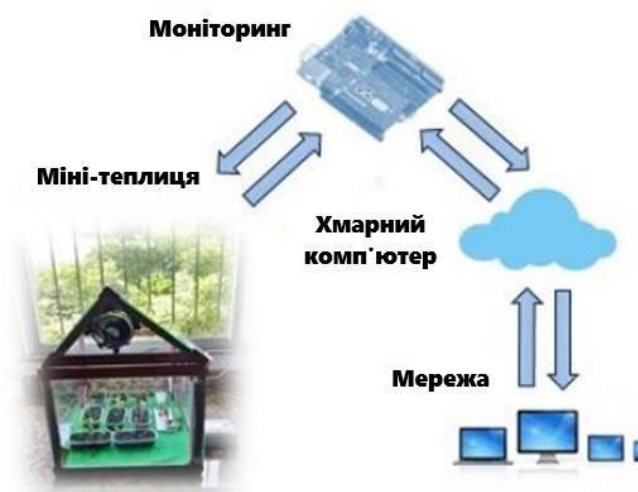 Моніторинг
Міні-теплиця
Хмарний
комп'ютер
Мережа